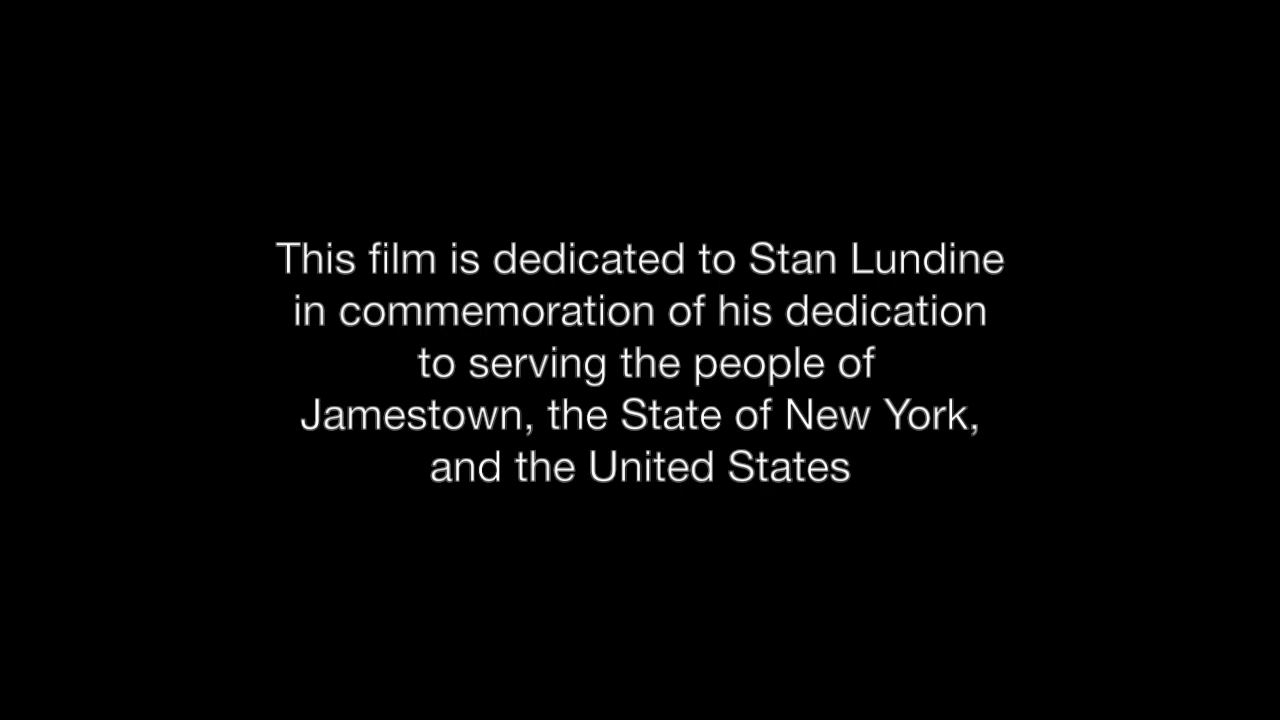 This film is dedicated to Stan Lundine
in commemoration of his dedication
to serving the people of
Jamestown, the State of New York,
and the United States